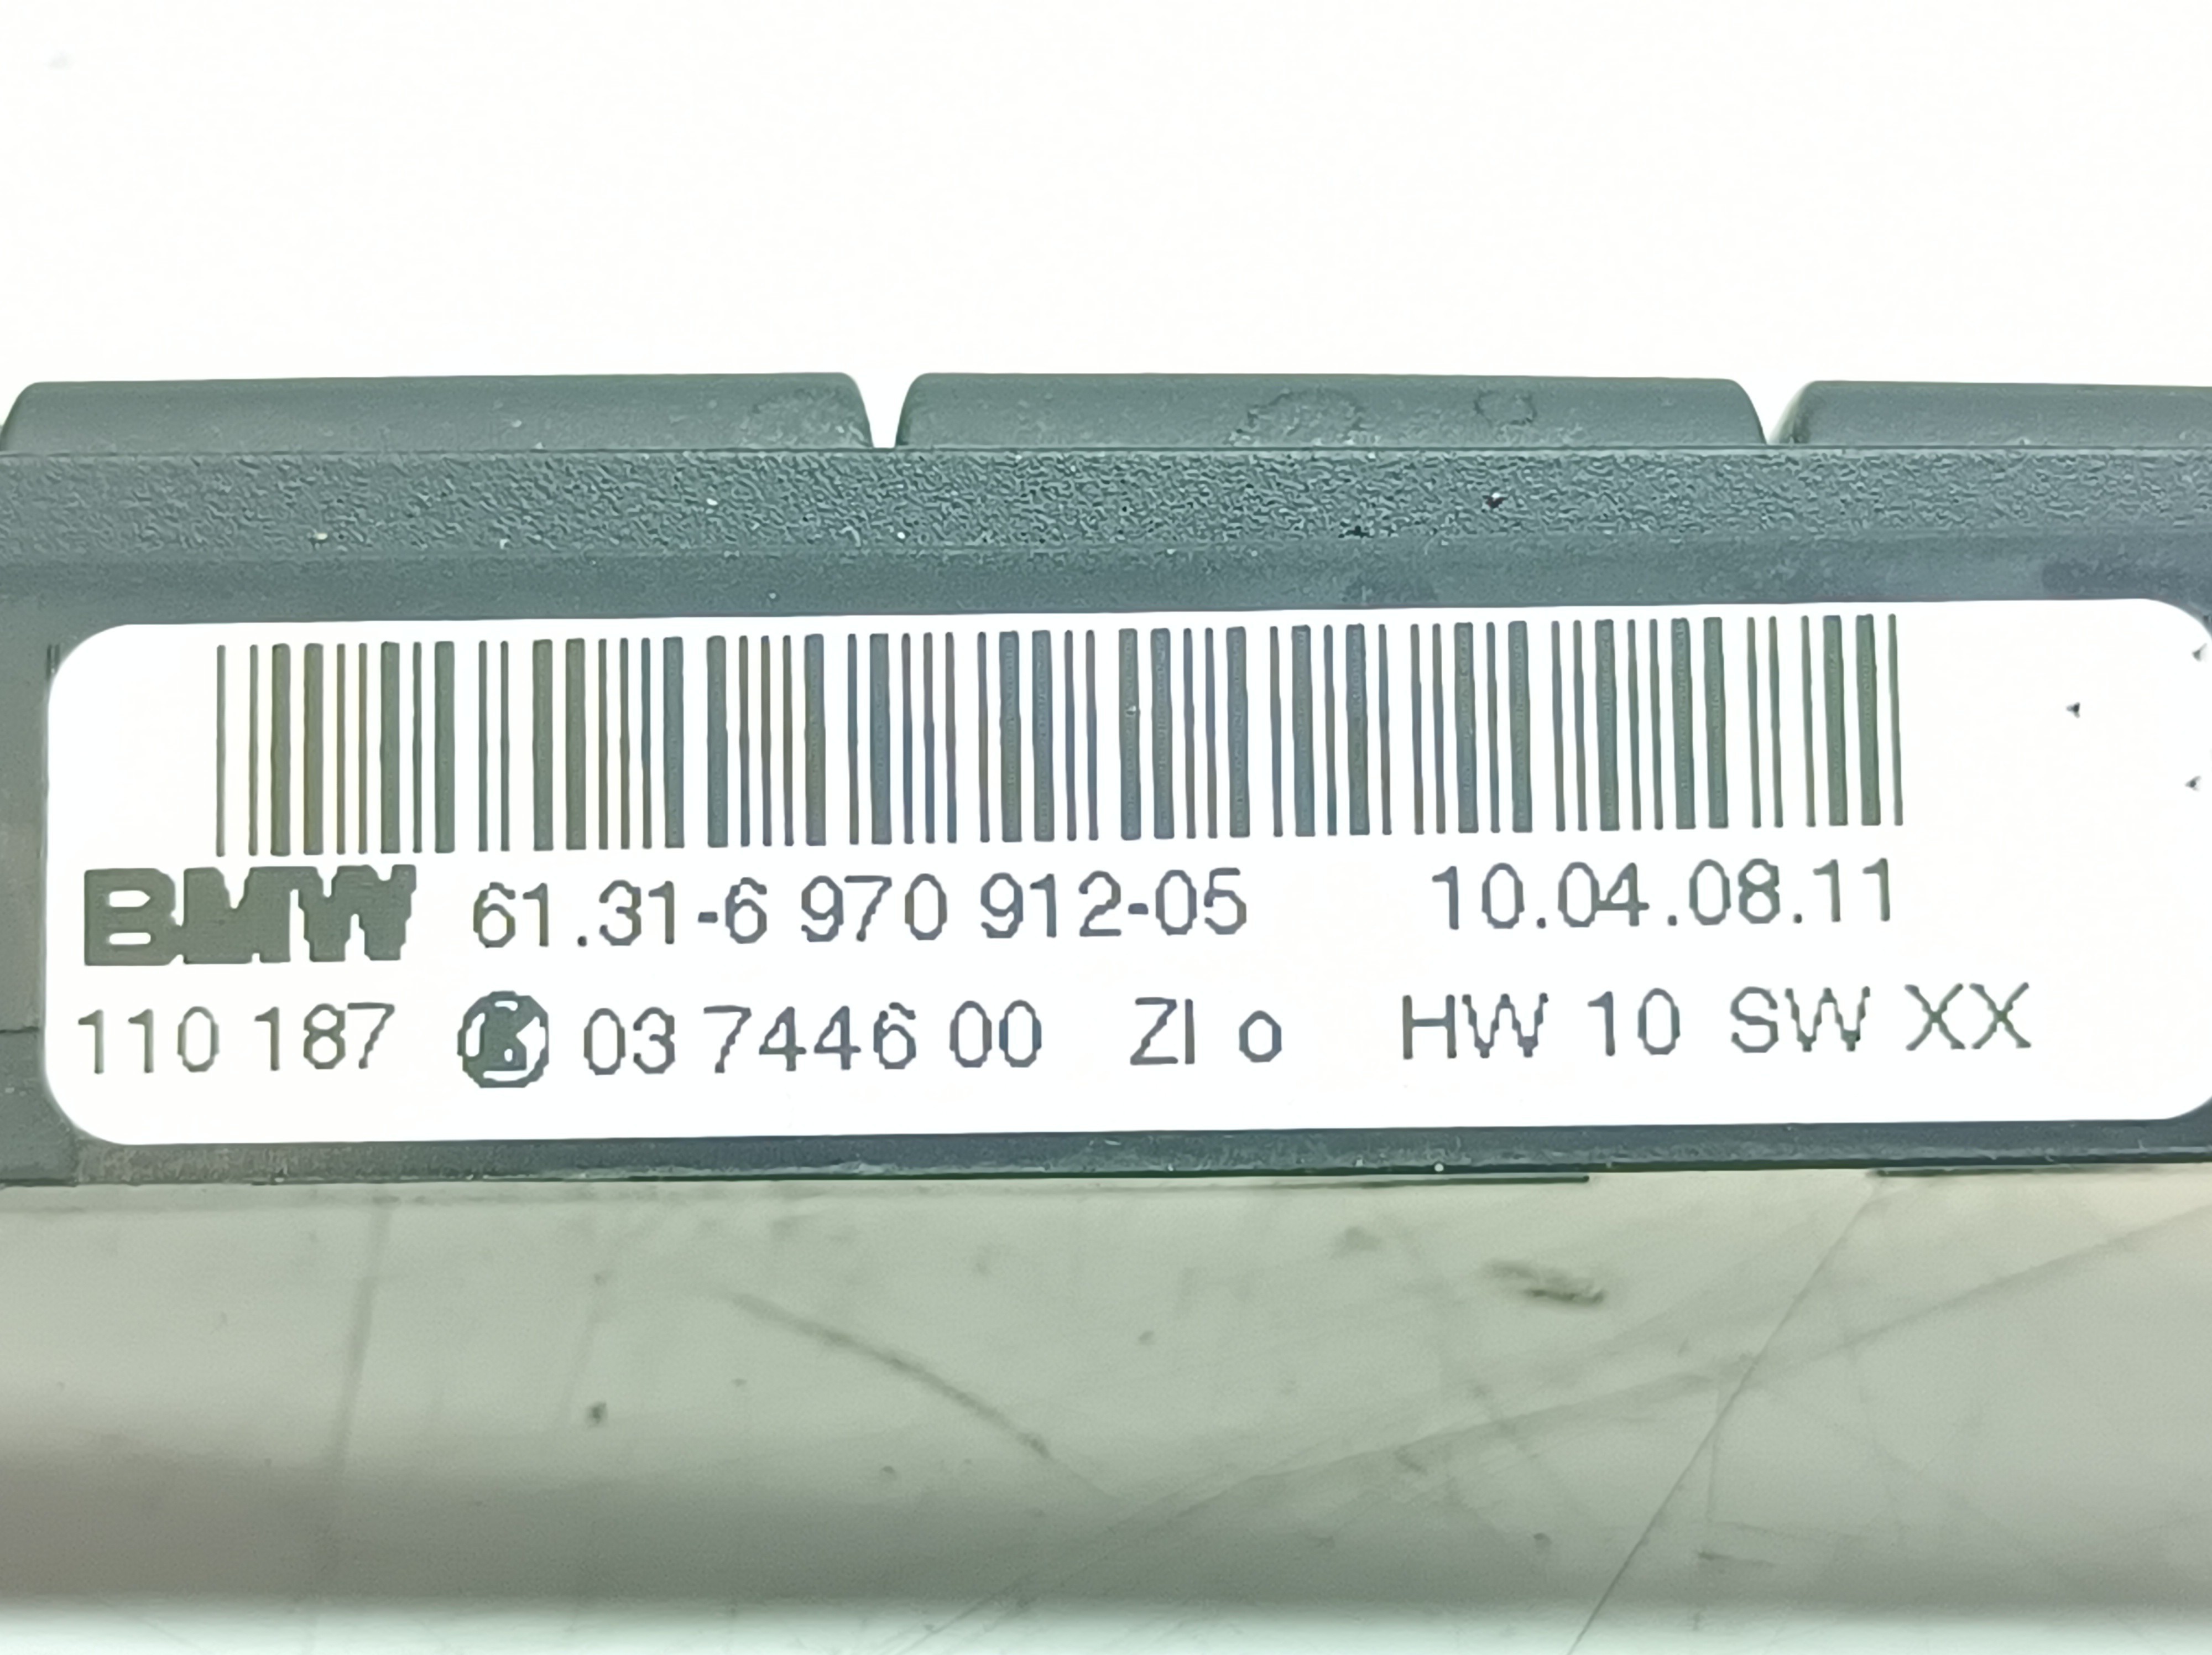 BMW 61.31-6 970 912-05 10.04.08.11
110 187 K 03 7446 00 ZI o HW 10 SW XX